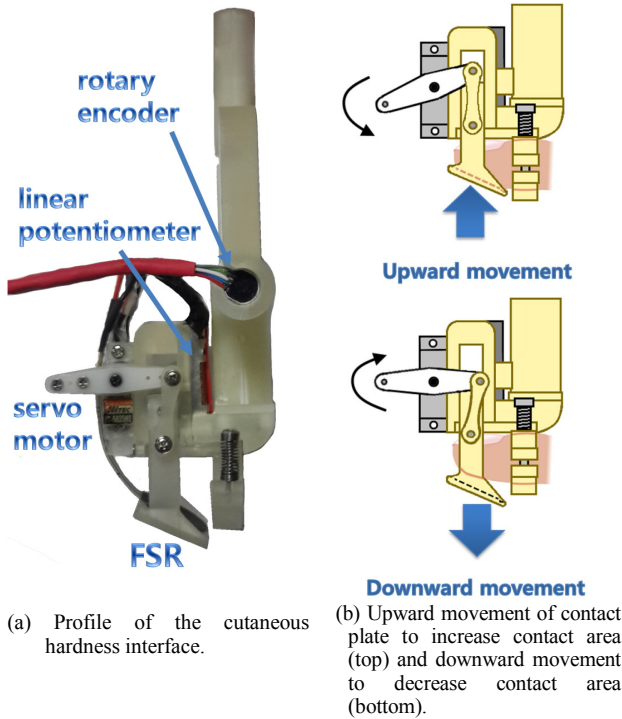 rotary
encoder
linear
potentiometer
servo
motor
FSR
(a) Profile of the cutaneous
hardness interface.
Upward movement
Downward movement
(b) Upward movement of contact
plate to increase contact area
(top) and downward movement
to decrease contact area
(bottom).